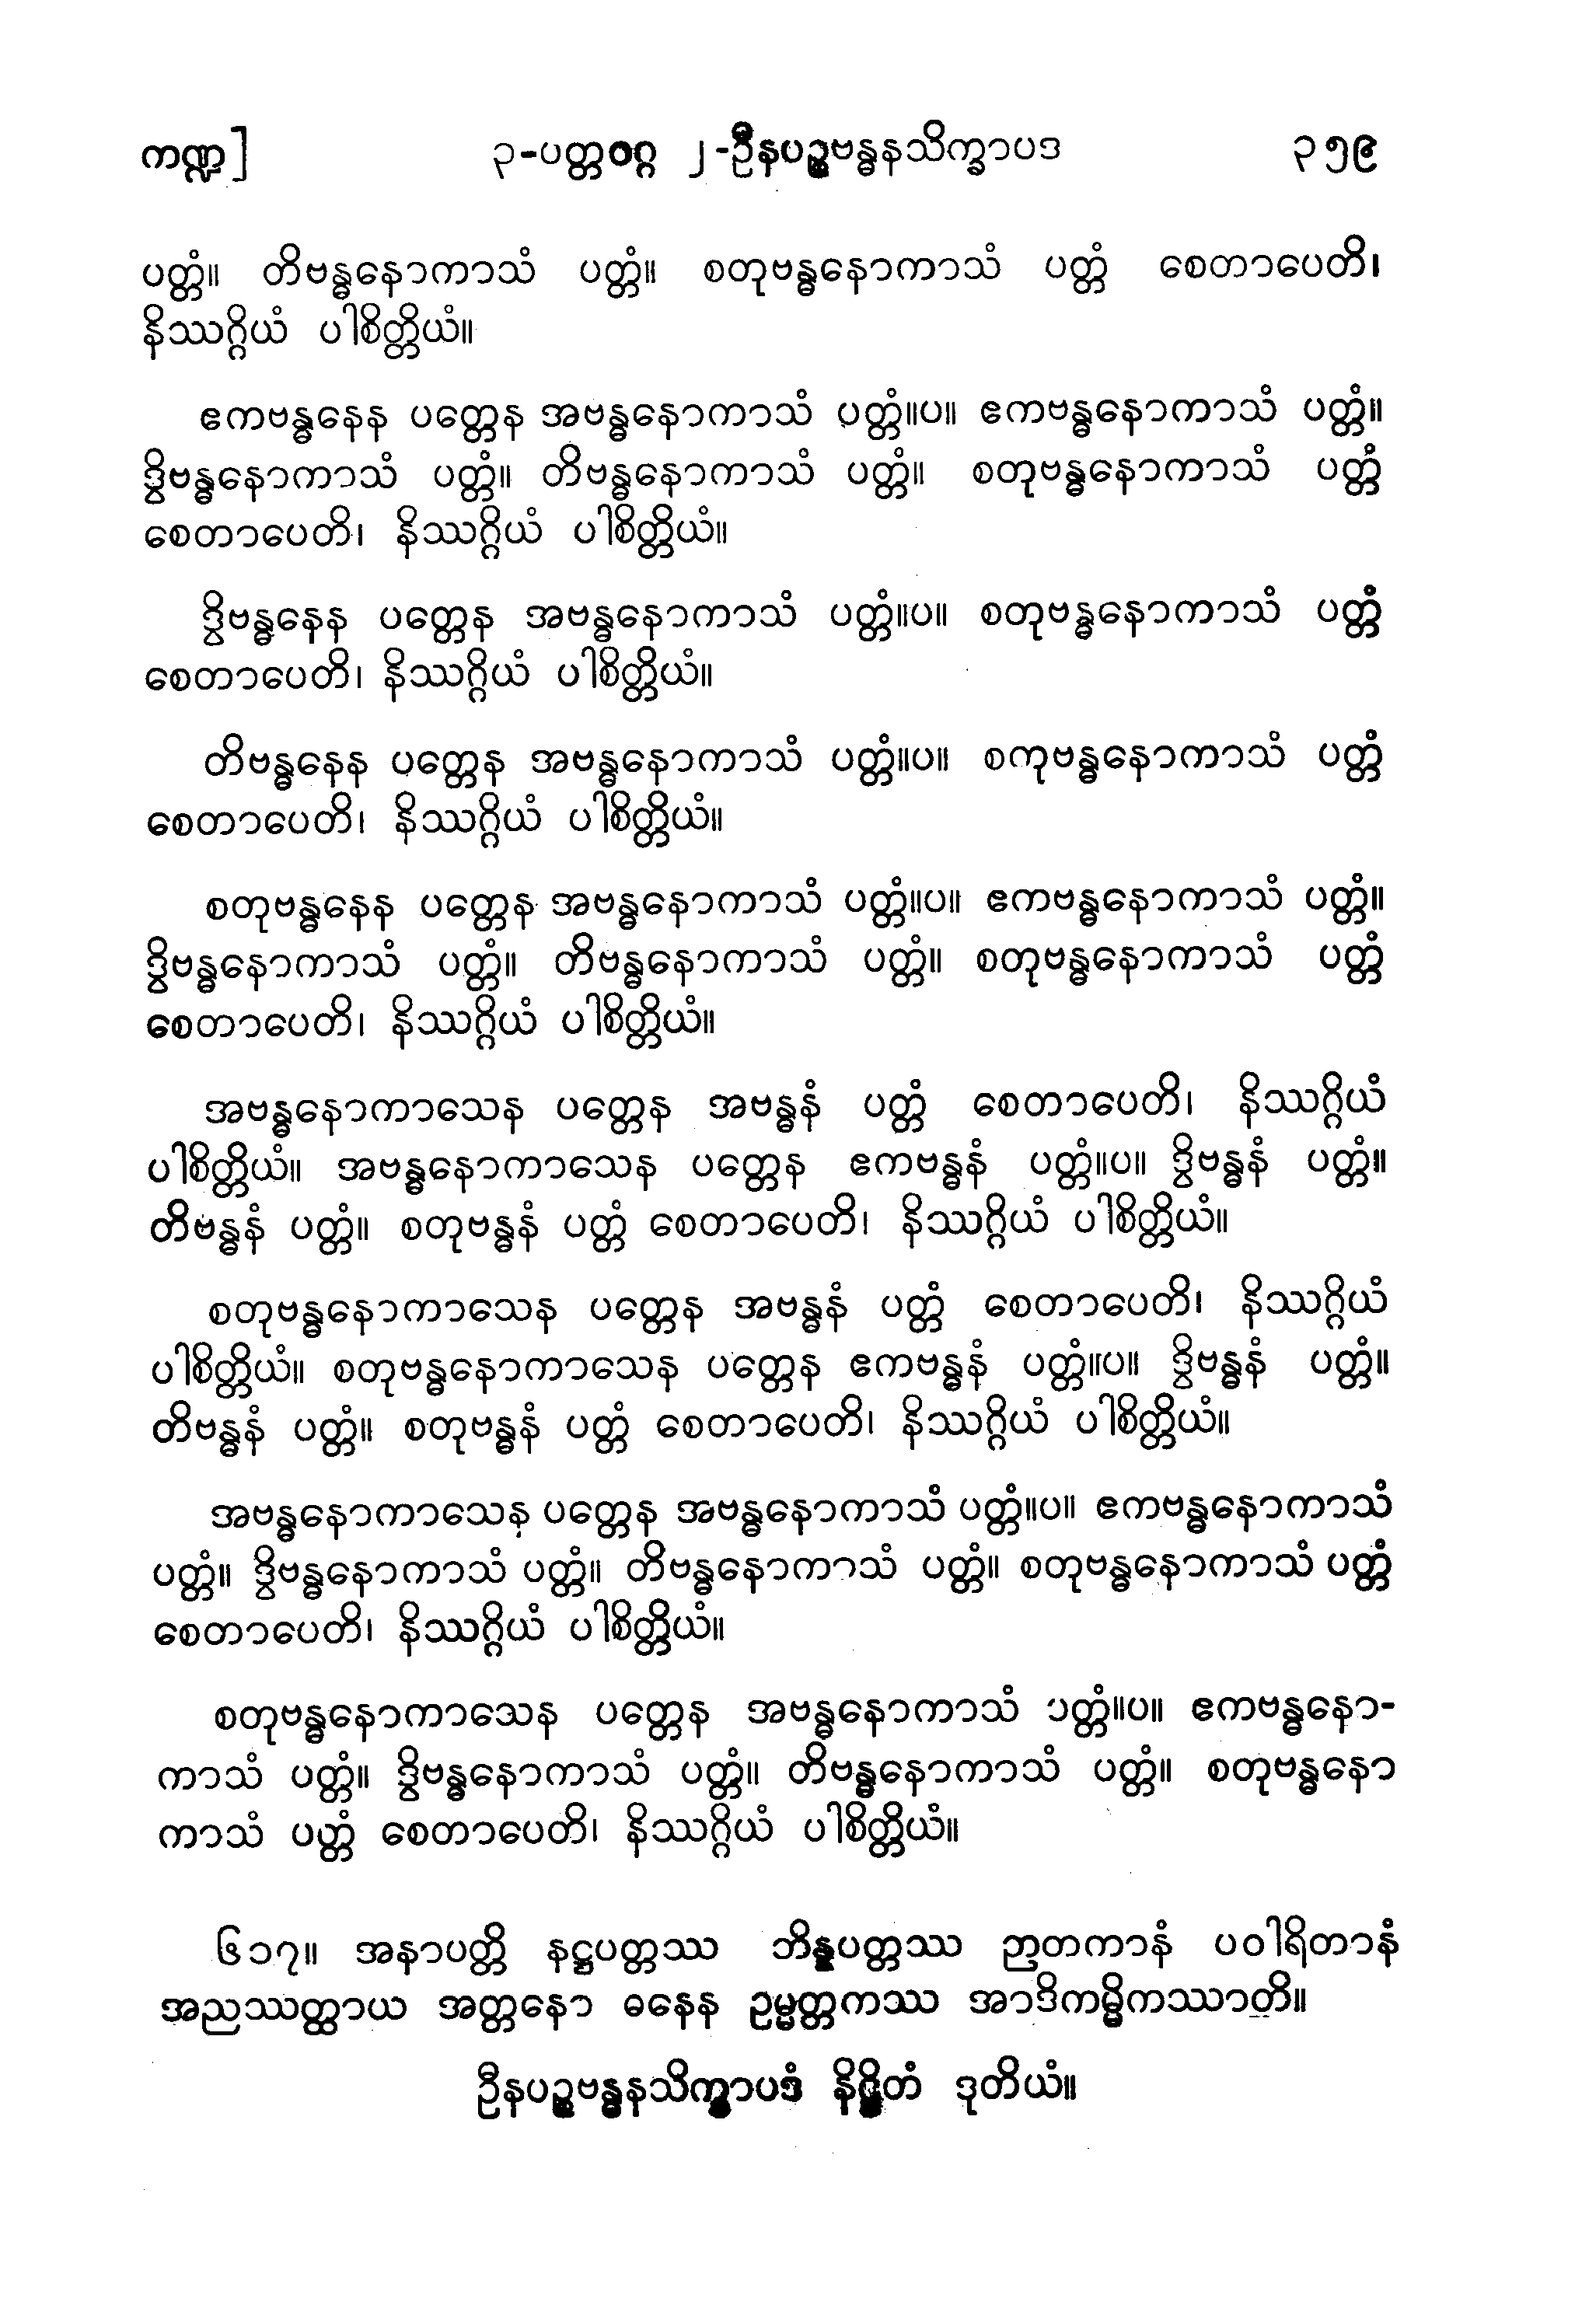 ကဏ္ဍ] ၃-ပတ္တဝဂ္ဂ ၂-ဦနပဉ္စဗန္ဓနသိက္ခာပဒ ၃၅၉
ပတ္တံ။ တိဗန္ဓနောကာသံ ပတ္တံ။ စတုဗန္ဓနောကာသံ ပတ္တံ စေတာပေတိ၊
နိဿဂ္ဂိယံ ပါစိတ္တိယံ။
ဧကဗန္ဓနေန ပတ္တေန အဗန္ဓနောကာသံ ပတ္တံ။ပ။ ဧကဗန္ဓနောကာသံ ပတ္တံ။
ဒွိဗန္ဓနောကာသံ ပတ္တံ။ တိဗန္ဓနောကာသံ ပတ္တံ။ စတုဗန္ဓနောကာသံ ပတ္တံ
စေတာပေတိ၊ နိဿဂ္ဂိယံ ပါစိတ္တိယံ။
ဒွိဗန္ဓနေန ပတ္တေန အဗန္ဓနောကာသံ ပတ္တံ။ပ။ စတုဗန္ဓနောကာသံ ပတ္တံ
စေတာပေတိ၊ နိဿဂ္ဂိယံ ပါစိတ္တိယံ။
တိဗန္ဓနေန ပတ္တေန အဗန္ဓနောကာသံ ပတ္တံ။ပ။ စကုဗန္ဓနောကာသံ ပတ္တံ
စေတာပေတိ၊ နိဿဂ္ဂိယံ ပါစိတ္တိယံ။
စတုဗန္ဓနေန ပတ္တေန အဗန္ဓနောကာသံ ပတ္တံ။ပ။ ဧကဗန္ဓနောကာသံ ပတ္တံ။
ဒွိဗန္ဓနောကာသံ ပတ္တံ။ တိဗန္ဓနောကာသံ ပတ္တံ။ စတုဗန္ဓနောကာသံ ပတ္တံ
စေတာပေတိ၊ နိဿဂ္ဂိယံ ပါစိတ္တိယံ။
အဗန္ဓနောကာသေန ပတ္တေန အဗန္ဓနံ ပတ္တံ စေတာပေတိ၊ နိဿဂ္ဂိယံ
ပါစိတ္တိယံ။ အဗန္ဓနောကာသေန ပတ္တေန ဧကဗန္ဓနံ ပတ္တံ။ပ။ ဒွိဗန္ဓနံ ပတ္တံ။
တိဗန္ဓနံ ပတ္တံ။ စတုဗန္ဓနံ ပတ္တံ စေတာပေတိ၊ နိဿဂ္ဂိယံ ပါစိတ္တိယံ။
စတုဗန္ဓနောကာသေန ပတ္တေန အဗန္ဓနံ ပတ္တံ စေတာပေတိ၊ နိဿဂ္ဂိယံ
ပါစိတ္တိယံ။ စတုဗန္ဓနောကာသေန ပတ္တေန ဧကဗန္ဓနံ ပတ္တံ။ပ။ ဒွိဗန္ဓနံ ပတ္တံ။
တိဗန္ဓနံ ပတ္တံ။ စတုဗန္ဓနံ ပတ္တံ စေတာပေတိ၊ နိဿဂ္ဂိယံ ပါစိတ္တိယံ။
အဗန္ဓနောကာသေန ပတ္တေန အဗန္ဓနောကာသံ ပတ္တံ။ပ။ ဧကဗန္ဓနောကာသံ
ပတ္တံ။ ဒွိဗန္ဓနောကာသံ ပတ္တံ။ တိဗန္ဓနောကာသံ ပတ္တံ။ စတုဗန္ဓနောကာသံ ပတ္တံ
စေတာပေတိ၊ နိဿဂ္ဂိယံ ပါစိတ္တိယံ။
စတုဗန္ဓနောကာသေန ပတ္တေန အဗန္ဓနောကာသံ ပတ္တံ။ပ။ ဧကဗန္ဓနော-
ကာသံ ပတ္တံ။ ဒွိဗန္ဓနောကာသံ ပတ္တံ။ တိဗန္ဓနောကာသံ ပတ္တံ။ စတုဗန္ဓနော
ကာသံ ပတ္တံ စေတာပေတိ၊ နိဿဂ္ဂိယံ ပါစိတ္တိယံ။
၆၁၇။ အနာပတ္တိ နဋ္ဌပတ္တဿ ဘိန္နပတ္တဿ ဉာတကာနံ ပဝါရိတာနံ
အညဿတ္ထာယ အတ္တနော ဓနေန ဥမ္မတ္တကဿ အာဒိကမ္မိကဿာတိ။
ဦနပဉ္စဗန္ဓနသိက္ခာပဒံ နိဋ္ဌိတံ ဒုတိယံ။